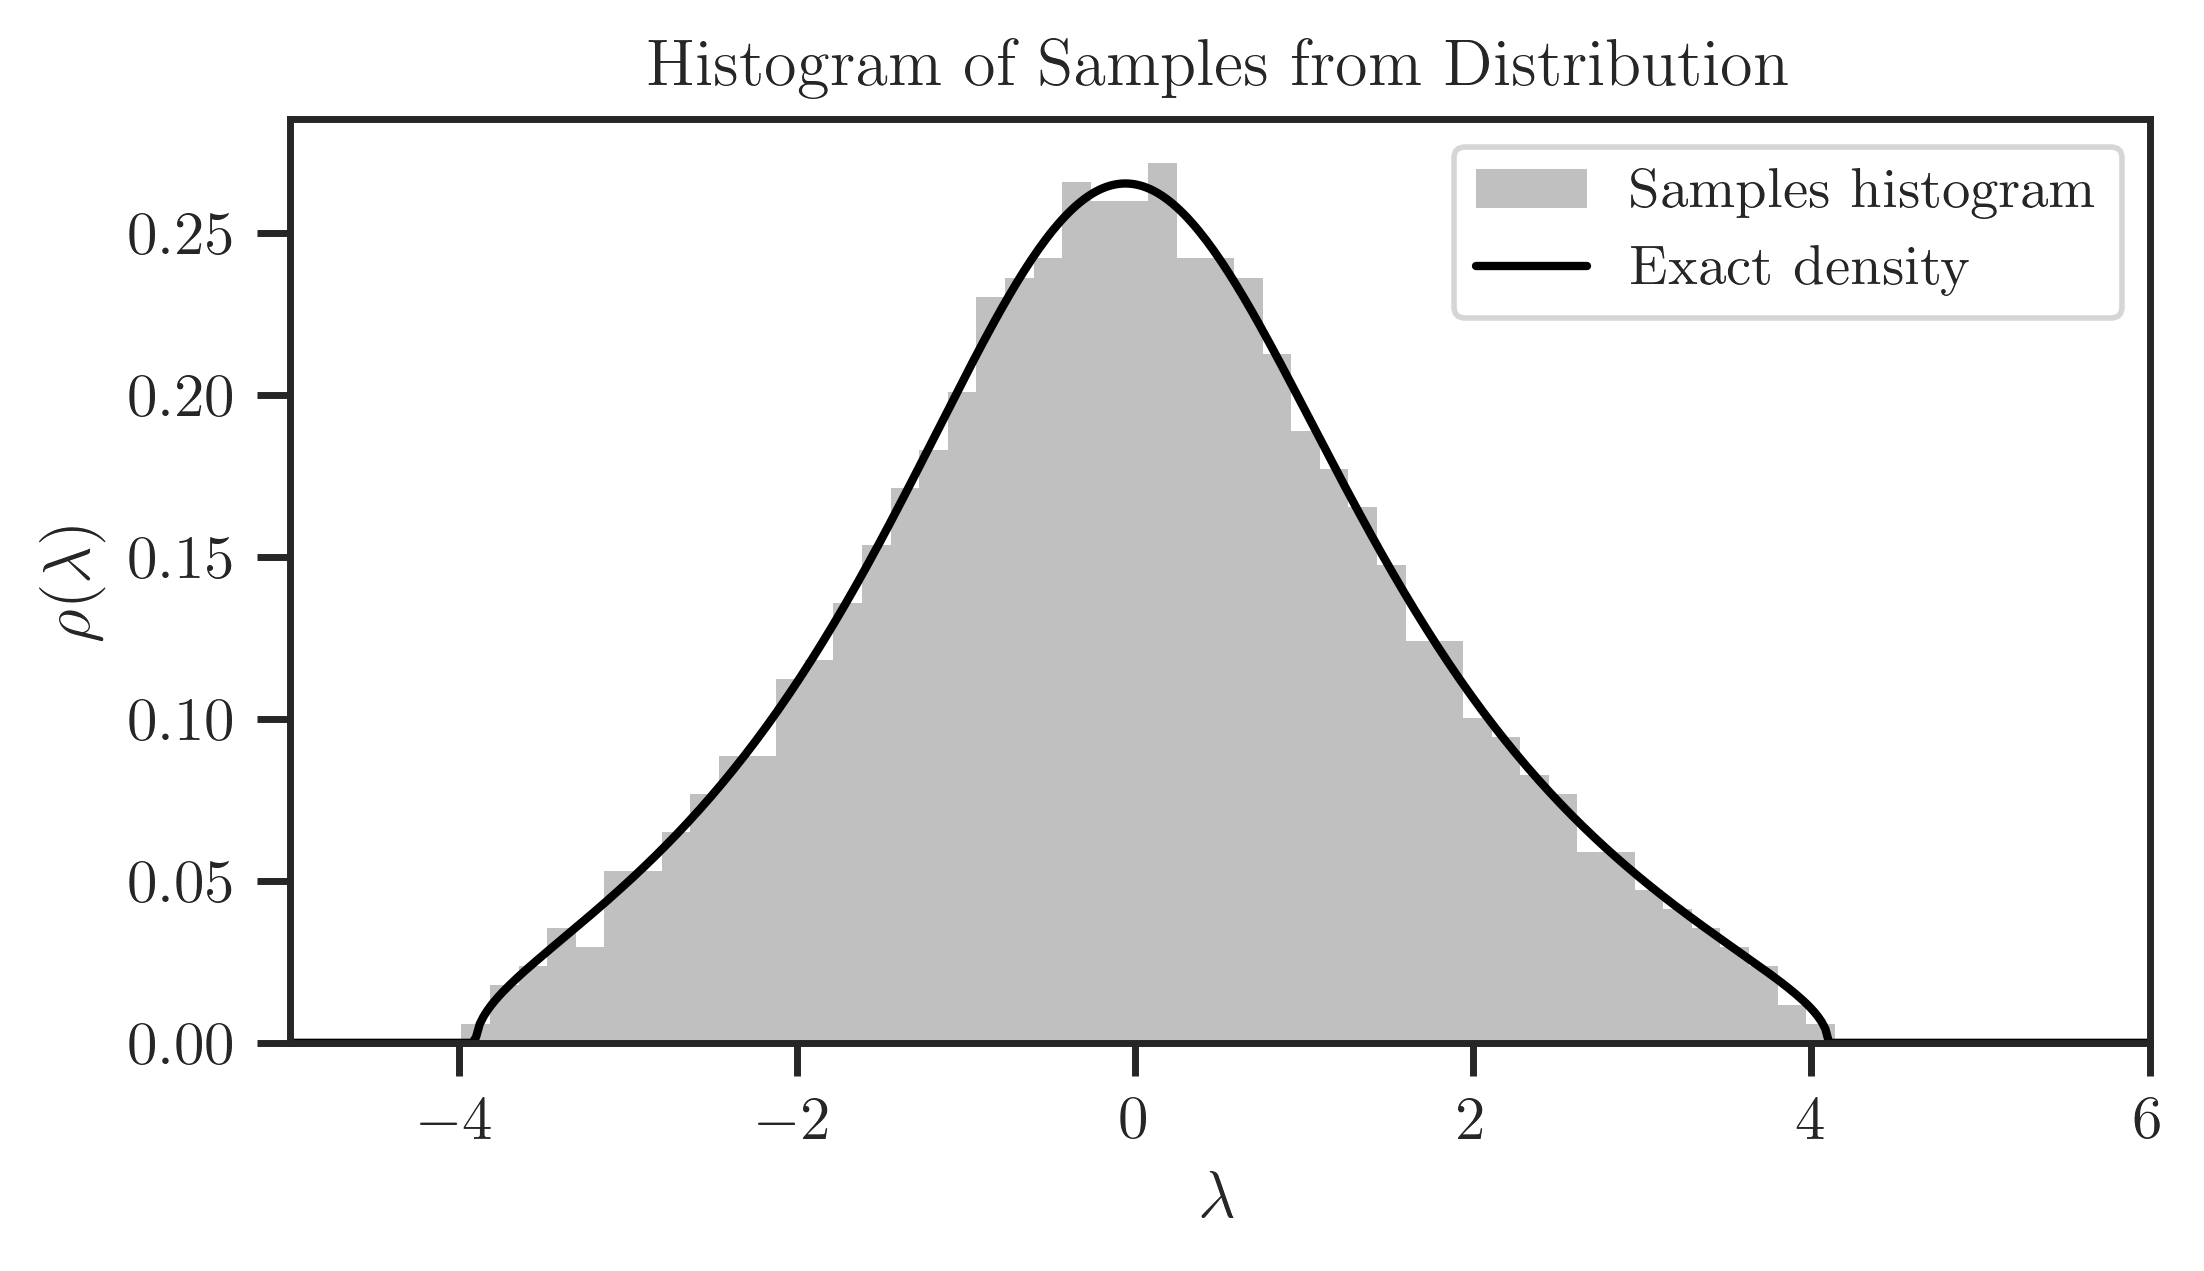 Histogram of Samples from Distribution
Samples histogram
Exact density
ρ(λ)
0.25
0.20
0.15
0.10
0.05
0.00
−4 −2 0 2 4 6
λ